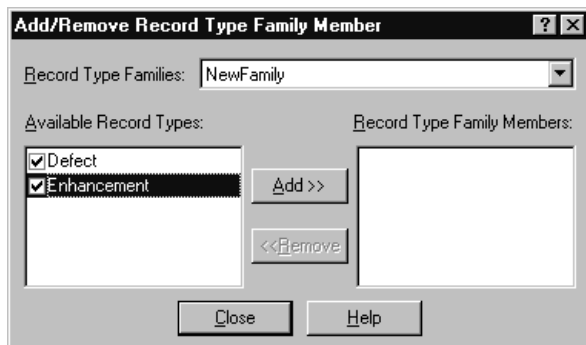 Add/Remove Record Type Family Member
Record Type Families: NewFamily
Available Record Types:
Record Type Family Members:
Defect
Enhancement
Add >>
<<Remove
Close
Help